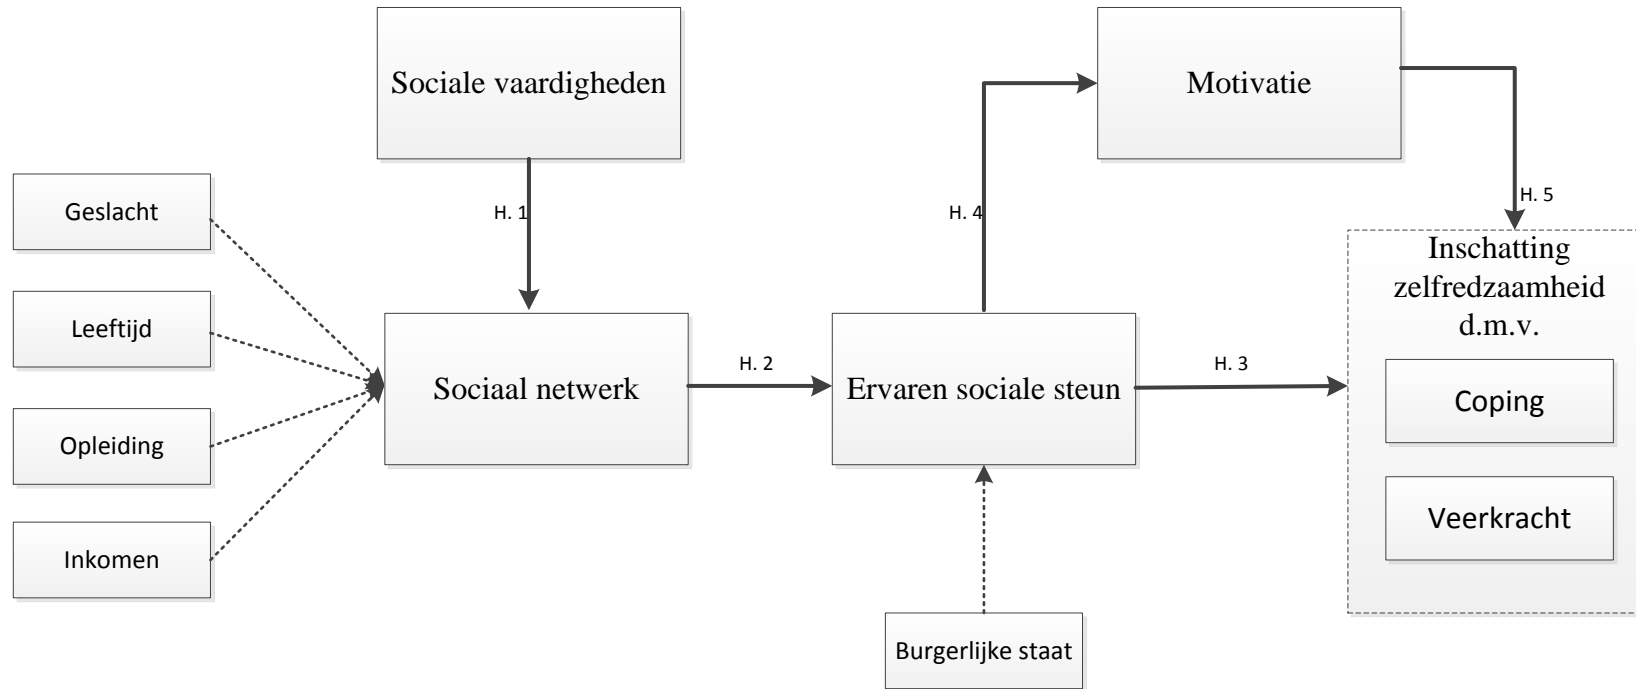 Sociale vaardigheden
Motivatie
Geslacht
H. 1
H. 4
H. 5
Inschatting
zelfredzaamheid
d.m.v.
Leeftijd
Sociaal netwerk
H. 2
Ervaren sociale steun
H. 3
Coping
Opleiding
Veerkracht
Inkomen
Burgerlijke staat